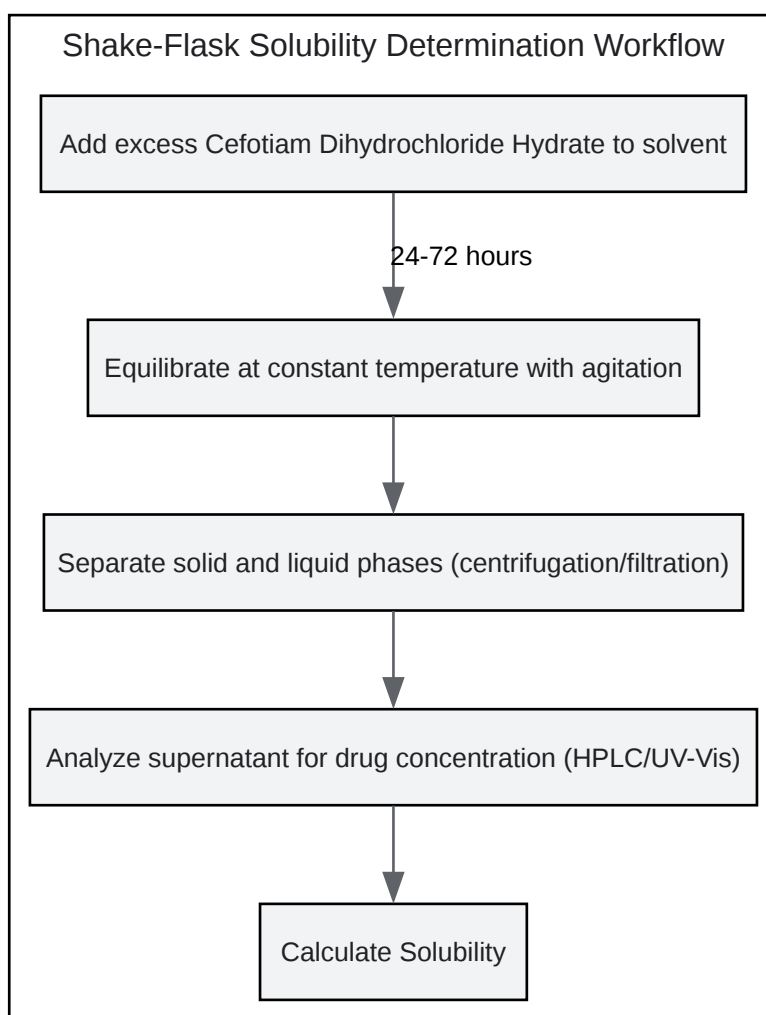 Shake-Flask Solubility Determination Workflow
Add excess Cefotiam Dihydrochloride Hydrate to solvent
24-72 hours
Equilibrate at constant temperature with agitation
Separate solid and liquid phases (centrifugation/filtration)
Analyze supernatant for drug concentration (HPLC/UV-Vis)
Calculate Solubility